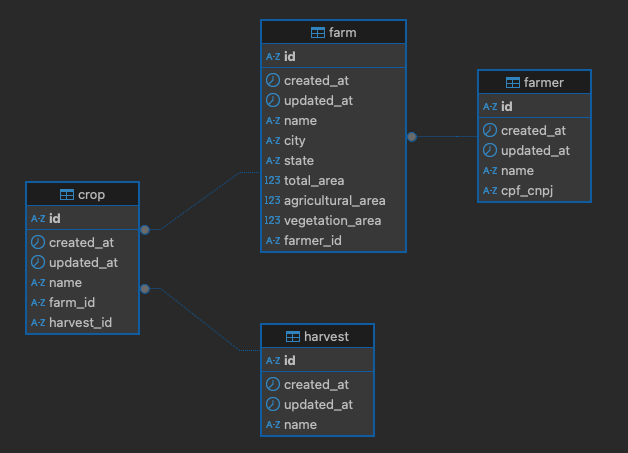 farm
A-Z id
created_at
updated_at
A-Z name
A-Z city
A-Z state
123 total_area
123 agricultural_area
123 vegetation_area
A-Z farmer_id
farmer
A-Z id
created_at
updated_at
A-Z name
A-Z cpf_cnpj
crop
A-Z id
created_at
updated_at
A-Z name
A-Z farm_id
A-Z harvest_id
harvest
A-Z id
created_at
updated_at
A-Z name